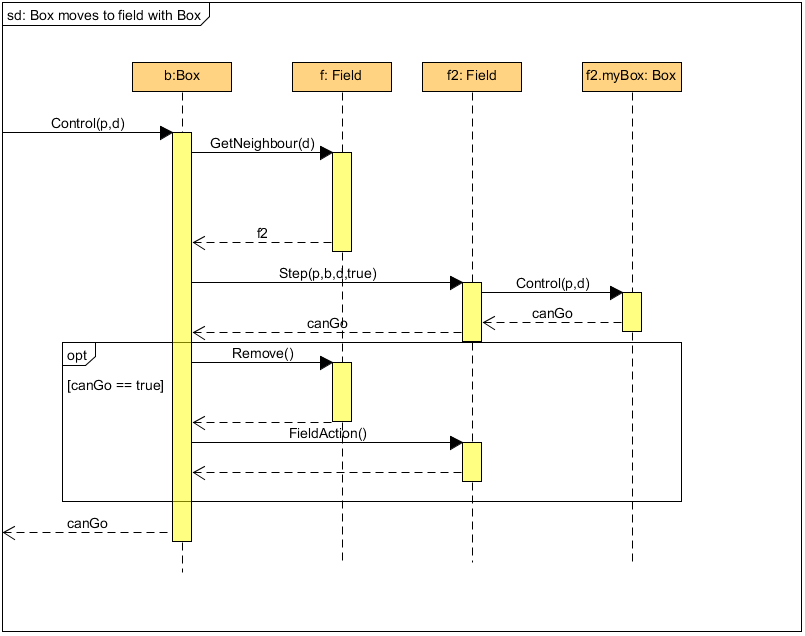 sd: Box moves to field with Box
b:Box
f: Field
f2: Field
f2.myBox: Box
Control(p,d)
GetNeighbour(d)
f2
Step(p,b,d,true)
Control(p,d)
canGo
canGo
opt
Remove()
[canGo == true]
FieldAction()
canGo